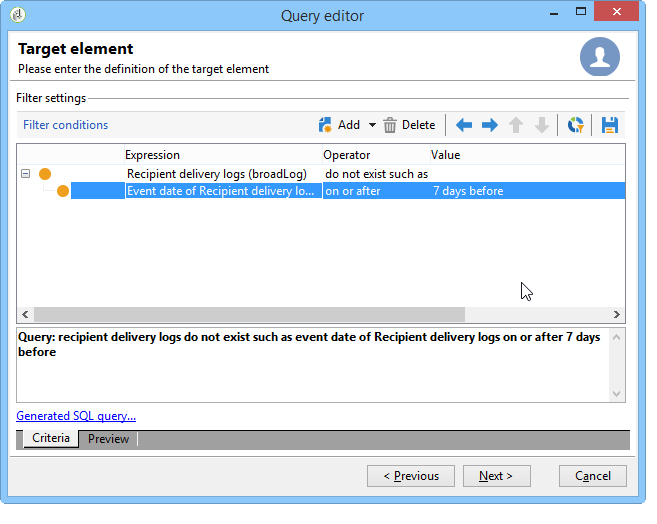 Query editor
Target element
Please enter the definition of the target element
Filter settings
Filter conditions Add Delete
Expression Operator Value
Recipient delivery logs (broadLog) do not exist such as
Event date of Recipient delivery lo... on or after 7 days before
Query: recipient delivery logs do not exist such as event date of Recipient delivery logs on or after 7 days
before
Generated SQL query...
Criteria Preview
< Previous Next > Cancel